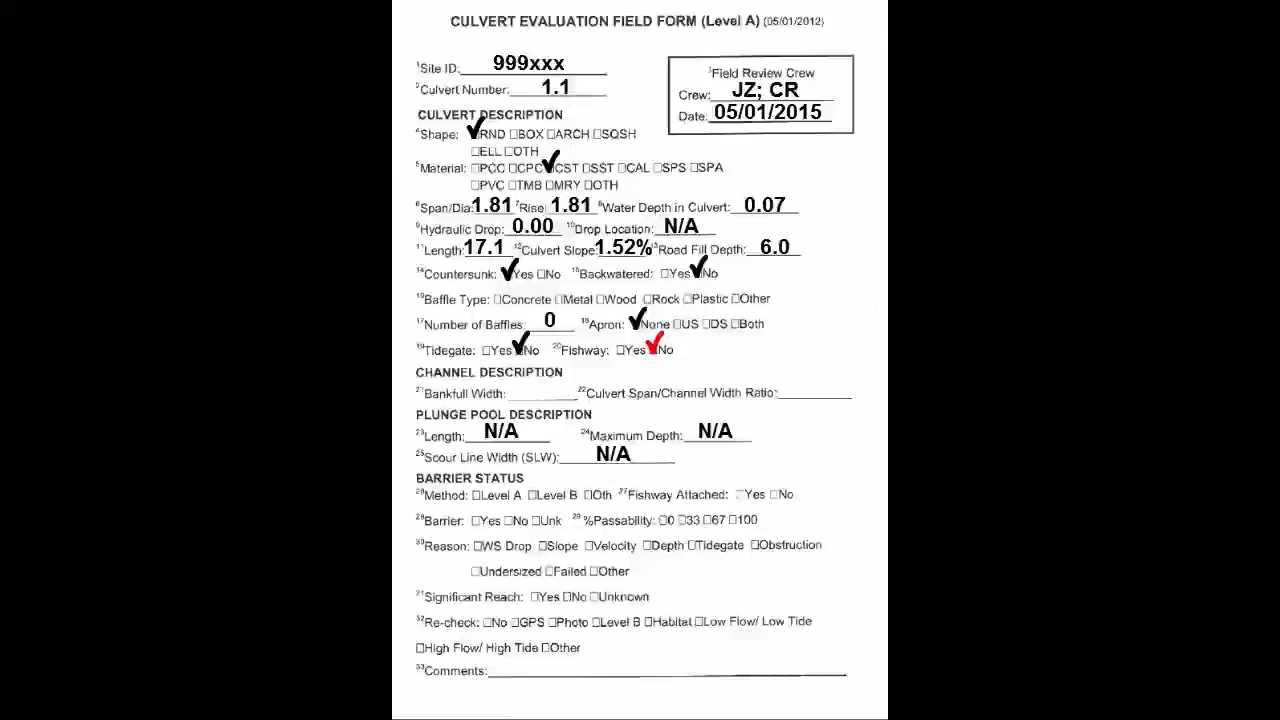 CULVERT EVALUATION FIELD FORM (Level A) (05/01/2012)
¹Site ID: 999xxx
²Culvert Number: 1.1
³Field Review Crew
Crew: JZ; CR
Date: 05/01/2015
CULVERT DESCRIPTION
⁴Shape: ✔RND □BOX □ARCH □SQSH
□ELL □OTH
⁵Material: □PCC □CPC ✔CST □SST □CAL □SPS □SPA
□PVC □TMB □MRY □OTH
⁶Span/Dia: 1.81 ⁷Rise: 1.81 ⁸Water Depth in Culvert: 0.07
⁹Hydraulic Drop: 0.00 ¹⁰Drop Location: N/A
¹¹Length: 17.1 ¹²Culvert Slope: 1.52% ¹³Road Fill Depth: 6.0
¹⁴Countersunk: ✔Yes □No ¹⁵Backwatered: □Yes ✔No
¹⁶Baffle Type: □Concrete □Metal □Wood □Rock □Plastic □Other
¹⁷Number of Baffles: 0 ¹⁸Apron: ✔None □US □DS □Both
¹⁹Tidegate: □Yes ✔No ²⁰Fishway: □Yes ✔No
CHANNEL DESCRIPTION
²¹Bankfull Width: ²²Culvert Span/Channel Width Ratio:
PLUNGE POOL DESCRIPTION
²³Length: N/A ²⁴Maximum Depth: N/A
²⁵Scour Line Width (SLW): N/A
BARRIER STATUS
²⁶Method: □Level A □Level B □Oth ²⁷Fishway Attached: □Yes □No
²⁸Barrier: □Yes □No □Unk ²⁹%Passability: □0 □33 □67 □100
³⁰Reason: □WS Drop □Slope □Velocity □Depth □Tidegate □Obstruction
□Undersized □Failed □Other
³¹Significant Reach: □Yes □No □Unknown
³²Re-check: □No □GPS □Photo □Level B □Habitat □Low Flow/ Low Tide
□High Flow/ High Tide □Other
³³Comments: